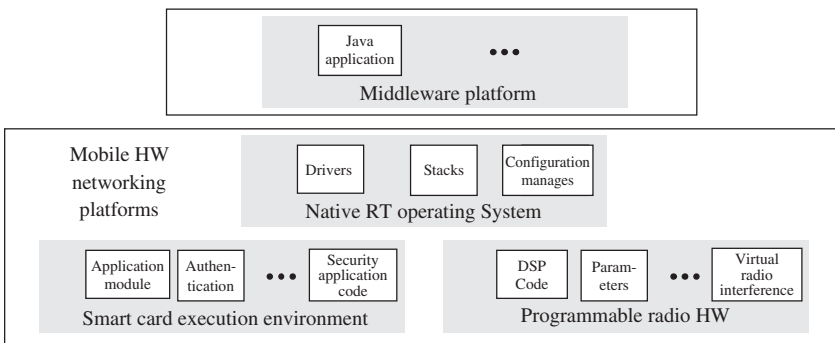 Java
application
Middleware platform
Mobile HW
networking
platforms
Drivers
Stacks
Configuration
manages
Native RT operating System
Application
module
Authen-
tication
Security
application
code
Smart card execution environment
DSP
Code
Param-
eters
Virtual
radio
interference
Programmable radio HW